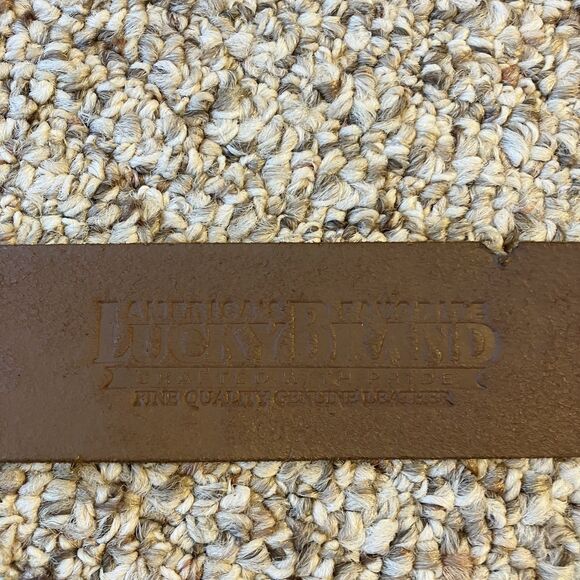 AMERICA'S FAVORITE
LUCKY BRAND
CRAFTED WITH PRIDE
FINE QUALITY GENUINE LEATHER